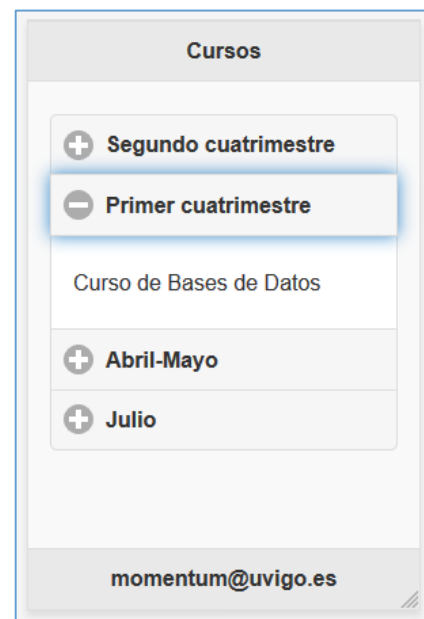 Cursos
Segundo cuatrimestre
Primer cuatrimestre
Curso de Bases de Datos
Abril-Mayo
Julio
momentum@uvigo.es